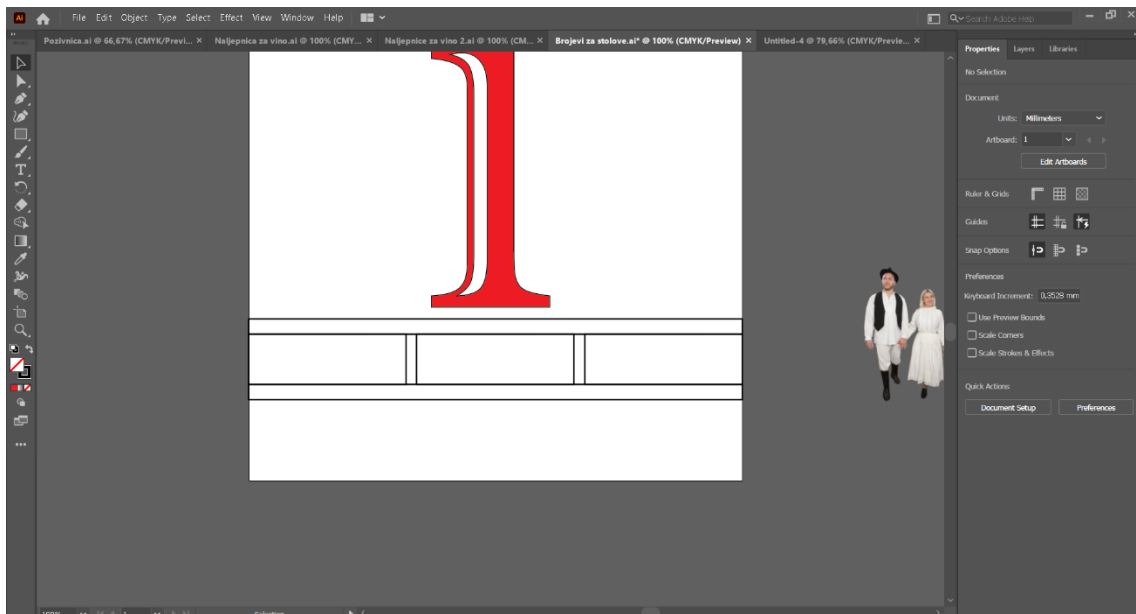 Ai File Edit Object Type Select Effect View Window Help Search Adobe Help
Pozivnica.ai @ 66,67% (CMYK/Previ... × Naljepnica za vino.ai @ 100% (CMY... × Naljepnice za vino 2.ai @ 100% (CM... × Brojevi za stolove.ai* @ 100% (CMYK/Preview) × Untitled-4 @ 79,66% (CMYK/Previe... ×
Properties Layers Libraries
No Selection
Document
Units: Millimeters
Artboard: 1
Edit Artboards
Ruler & Grids
Guides
Snap Options
Preferences
Keyboard Increment: 0,3528 mm
Use Preview Bounds
Scale Corners
Scale Strokes & Effects
Quick Actions
Document Setup Preferences
1
100% 1 Selection